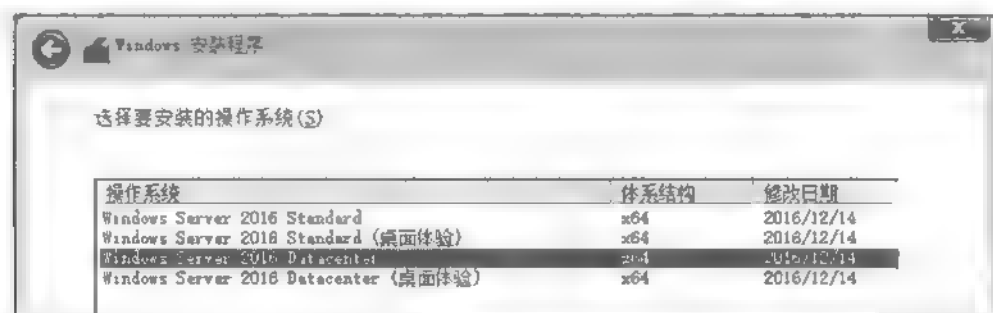 Windows 安装程序
选择要安装的操作系统(S)
操作系统 体系结构 修改日期
Windows Server 2016 Standard x64 2016/12/14
Windows Server 2016 Standard (桌面体验) x64 2016/12/14
Windows Server 2016 Datacenter x64 2016/12/14
Windows Server 2016 Datacenter (桌面体验) x64 2016/12/14